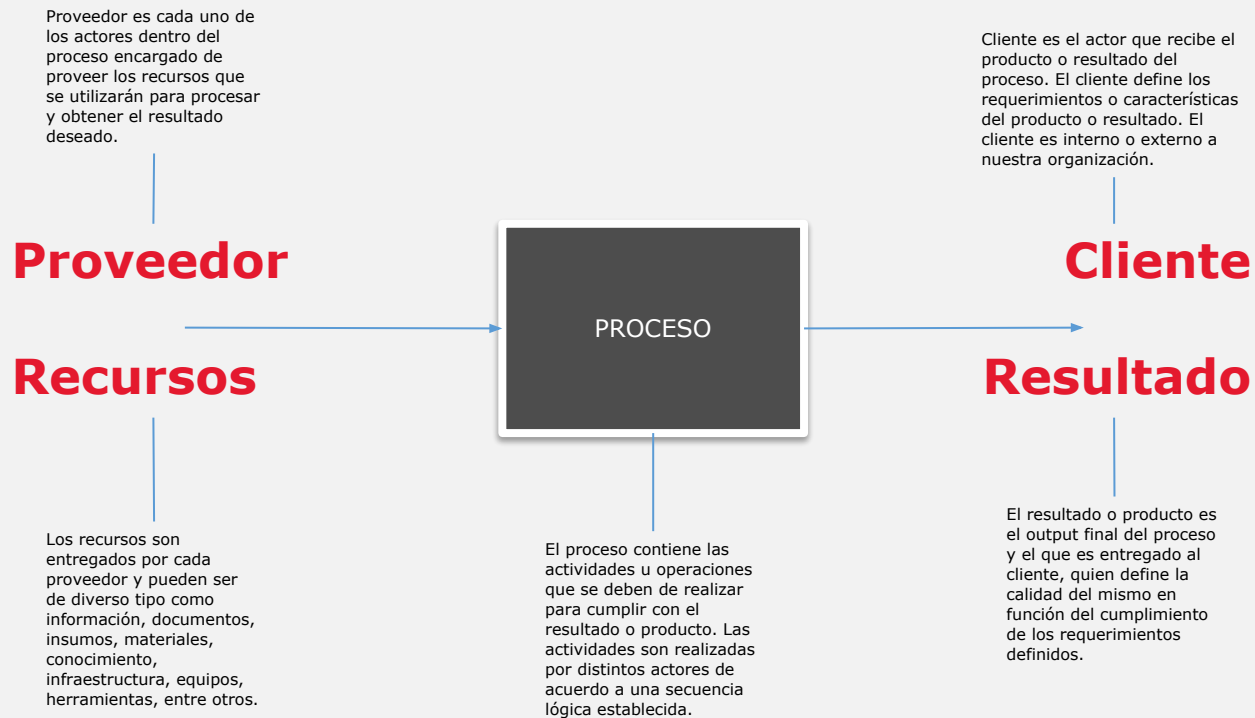 Proveedor es cada uno de
los actores dentro del
proceso encargado de
proveer los recursos que
se utilizarán para procesar
y obtener el resultado
deseado.
Proveedor
Recursos
Los recursos son
entregados por cada
proveedor y pueden ser
de diverso tipo como
información, documentos,
insumos, materiales,
conocimiento,
infraestructura, equipos,
herramientas, entre otros.
PROCESO
El proceso contiene las
actividades u operaciones
que se deben de realizar
para cumplir con el
resultado o producto. Las
actividades son realizadas
por distintos actores de
acuerdo a una secuencia
lógica establecida.
Cliente es el actor que recibe el
producto o resultado del
proceso. El cliente define los
requerimientos o características
del producto o resultado. El
cliente es interno o externo a
nuestra organización.
Cliente
Resultado
El resultado o producto es
el output final del proceso
y el que es entregado al
cliente, quien define la
calidad del mismo en
función del cumplimiento
de los requerimientos
definidos.